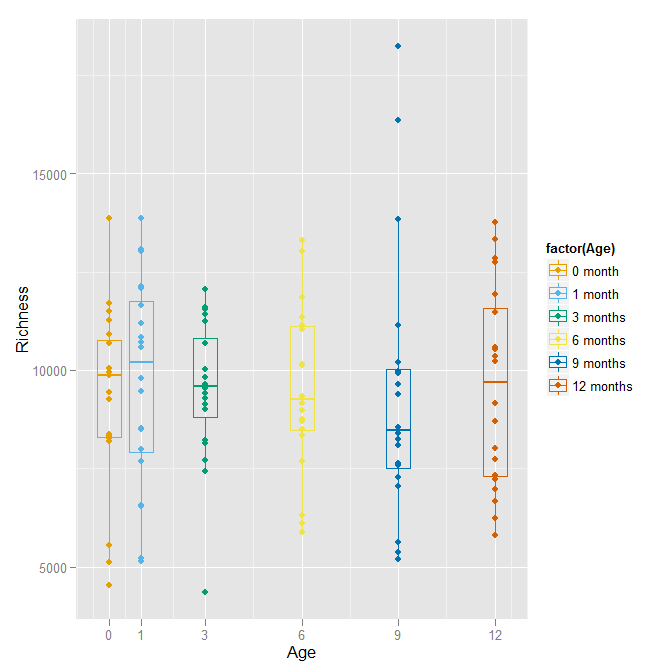 Richness
15000
10000
5000
0 1 3 6 9 12
Age
factor(Age)
0 month
1 month
3 months
6 months
9 months
12 months